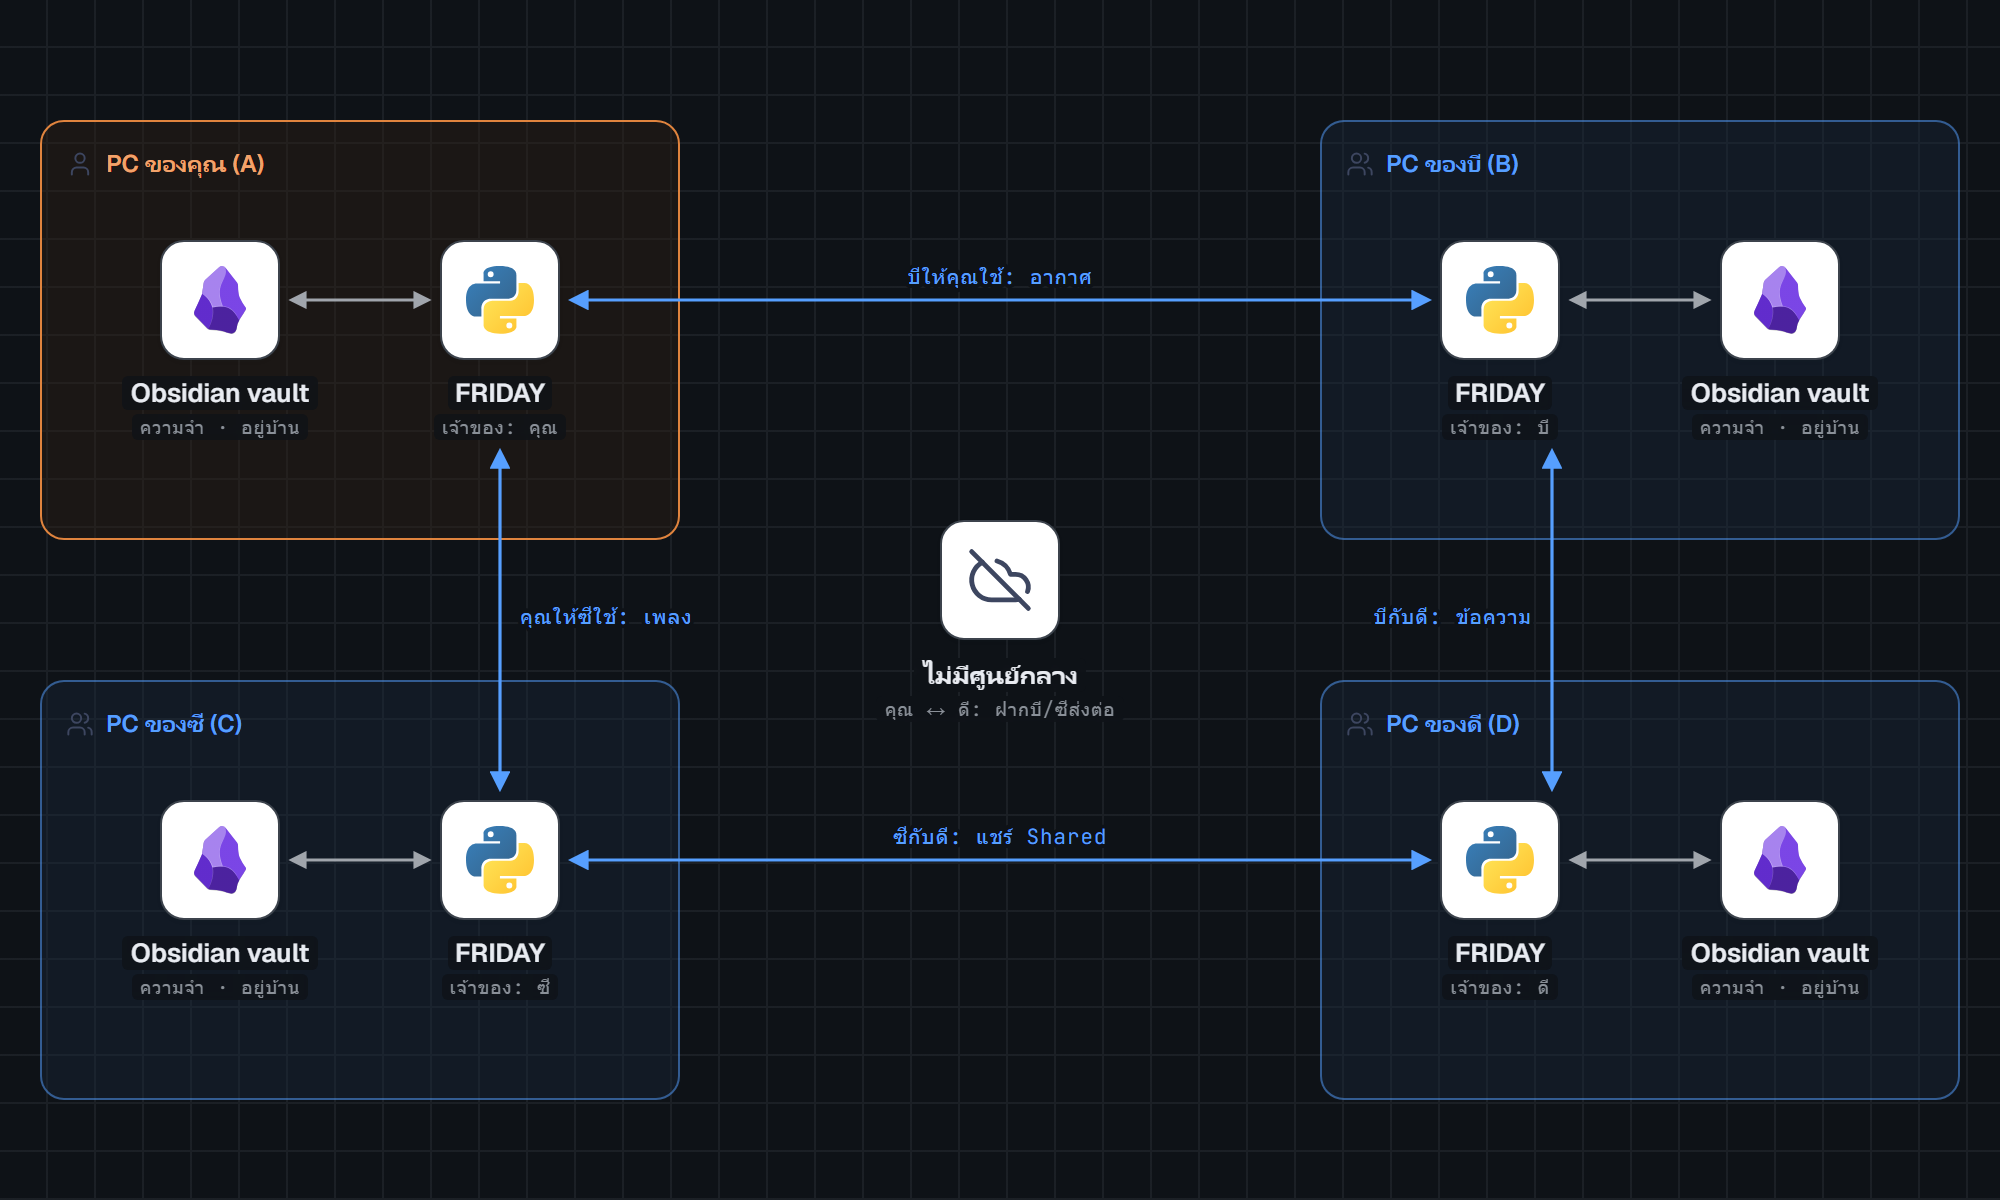 PC ของคุณ (A)
Obsidian vault
ความจำ · อยู่บ้าน
FRIDAY
เจ้าของ: คุณ
บีให้คุณใช้: อากาศ
PC ของบี (B)
FRIDAY
เจ้าของ: บี
Obsidian vault
ความจำ · อยู่บ้าน
คุณให้ซีใช้: เพลง
ไม่มีศูนย์กลาง
คุณ ↔ ดี: ฝากบี/ซีส่งต่อ
บีกับดี: ข้อความ
PC ของซี (C)
Obsidian vault
ความจำ · อยู่บ้าน
FRIDAY
เจ้าของ: ซี
ซีกับดี: แชร์ Shared
PC ของดี (D)
FRIDAY
เจ้าของ: ดี
Obsidian vault
ความจำ · อยู่บ้าน